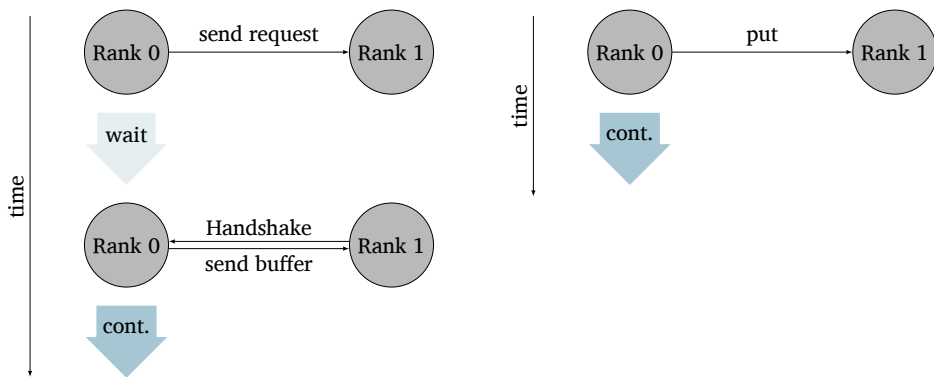 time
Rank 0
send request
Rank 1
wait
Rank 0
Handshake
send buffer
Rank 1
cont.
time
Rank 0
put
Rank 1
cont.